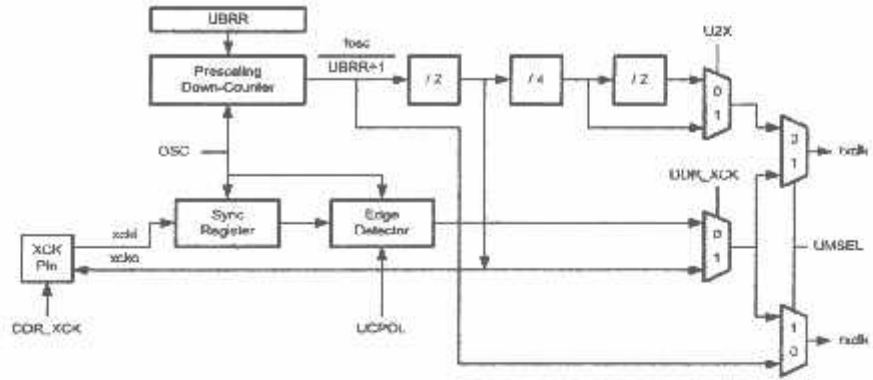 UBRR
fosc
U2X
Prescaling
Down-Counter
UBRR+1
/ 2
/ 4
/ 2
0
1
OSC
0
1
txclk
DDR_XCK
Sync
Register
Edge
Detector
0
1
xcki
XCK
Pin
xcko
UMSEL
DDR_XCK
UCPOL
1
0
rxclk